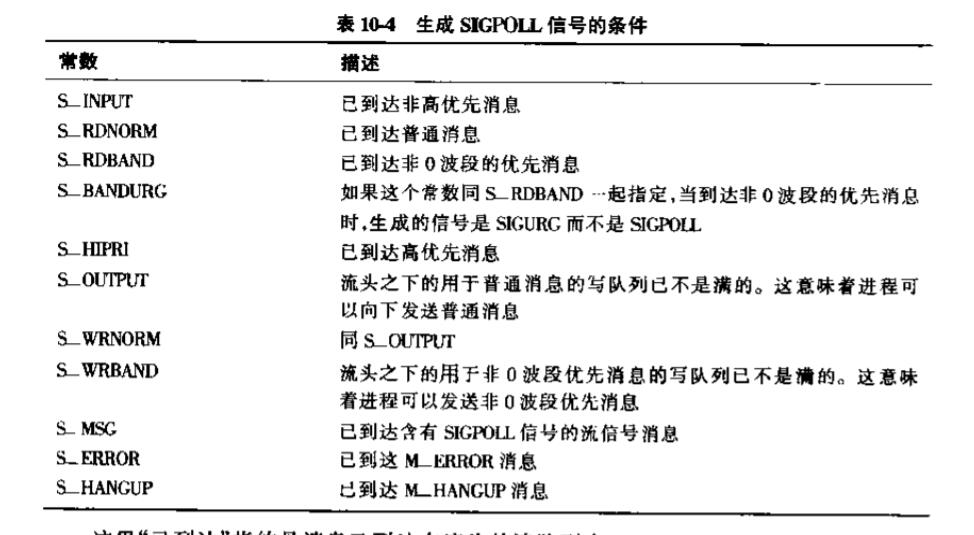 表 10-4 生成 SIGPOLL 信号的条件
常数 描述
S_INPUT 已到达非高优先消息
S_RDNORM 已到达普通消息
S_RDBAND 已到达非 0 波段的优先消息
S_BANDURG 如果这个常数同 S_RDBAND 一起指定,当到达非 0 波段的优先消息
时,生成的信号是 SIGURG 而不是 SIGPOLL
S_HIPRI 已到达高优先消息
S_OUTPUT 流头之下的用于普通消息的写队列已不是满的。这意味着进程可
以向下发送普通消息
S_WRNORM 同 S_OUTPUT
S_WRBAND 流头之下的用于非 0 波段优先消息的写队列已不是满的。这意味
着进程可以发送非 0 波段优先消息
S_MSG 已到达含有 SIGPOLL 信号的流信号消息
S_ERROR 已到这 M_ERROR 消息
S_HANGUP 已到达 M_HANGUP 消息